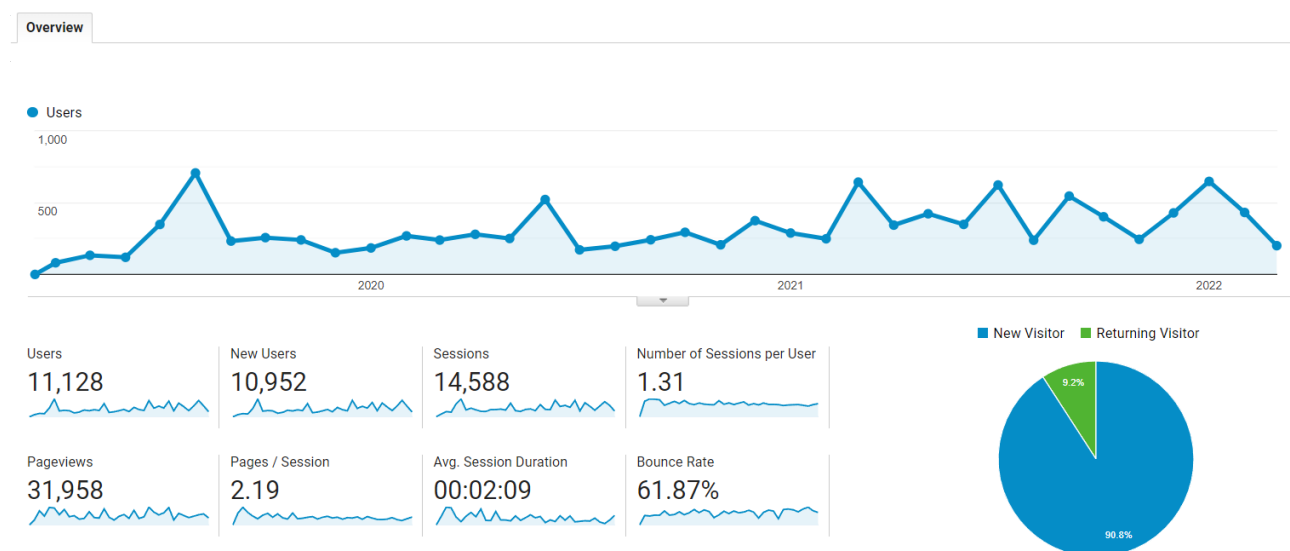 Overview
Users
1,000
500
2020 2021 2022
New Visitor Returning Visitor
Users New Users Sessions Number of Sessions per User
11,128 10,952 14,588 1.31
9.2%
Pageviews Pages / Session Avg. Session Duration Bounce Rate
31,958 2.19 00:02:09 61.87%
90.8%